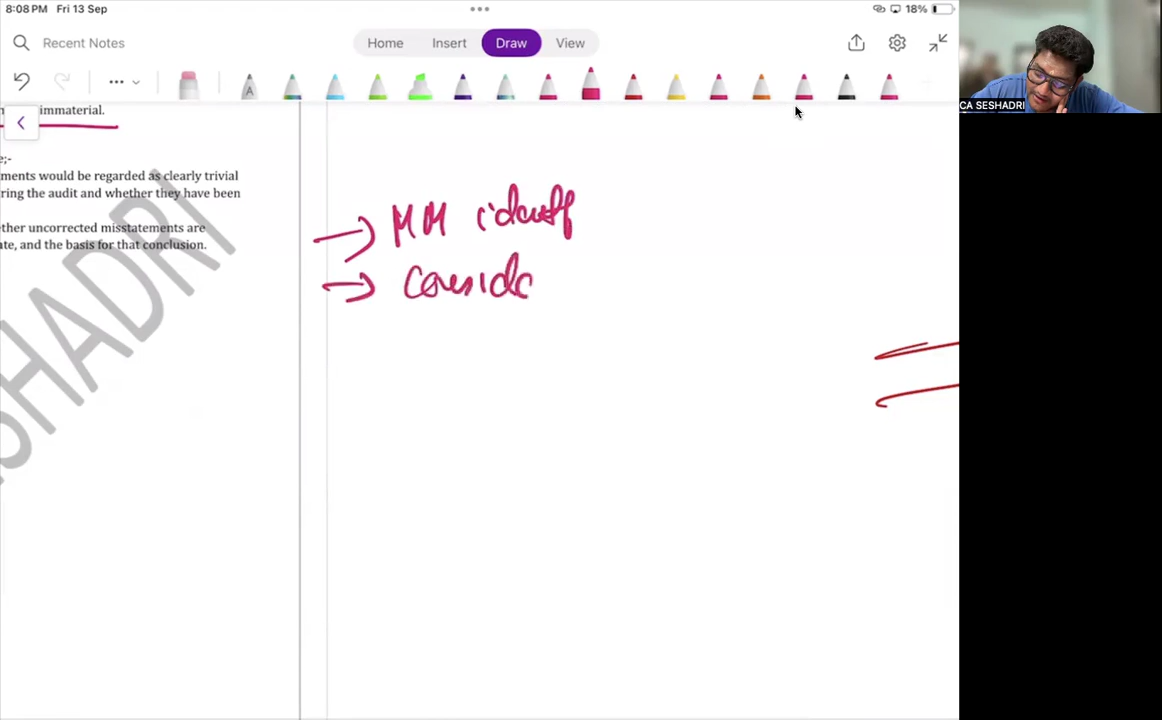 8:08 PM Fri 13 Sep
18%
Recent Notes
Home Insert Draw View
A
CA SESHADRI
immaterial.
e;-
ments would be regarded as clearly trivial
ring the audit and whether they have been
ther uncorrected misstatements are
te, and the basis for that conclusion.
SHADRI
→ MM
→ conside